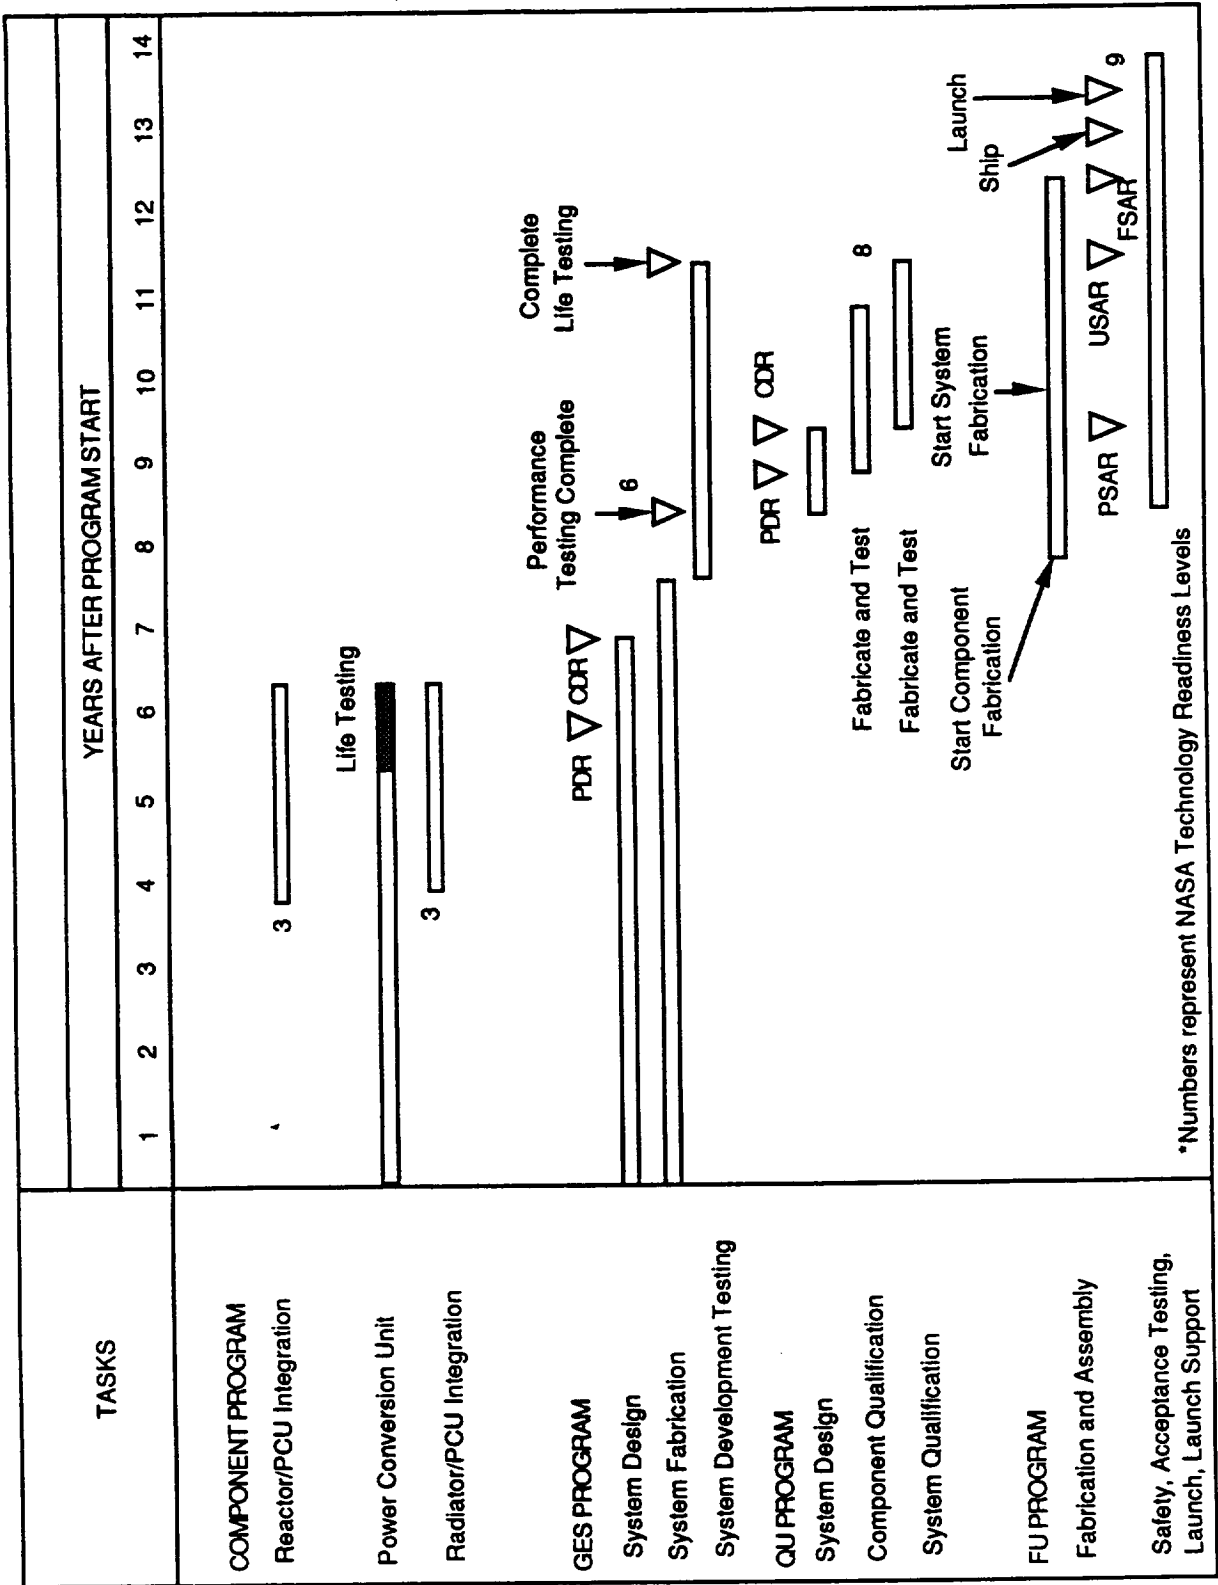 TASKS
YEARS AFTER PROGRAM START
1 2 3 4 5 6 7 8 9 10 11 12 13 14
COMPONENT PROGRAM
Reactor/PCU Integration
3
Life Testing
Power Conversion Unit
3
Radiator/PCU Integration
Performance
Testing Complete
Complete
Life Testing
GES PROGRAM
PDR
CDR
System Design
6
System Fabrication
System Development Testing
QU PROGRAM
PDR
CDR
System Design
Component Qualification
Fabricate and Test
8
System Qualification
Fabricate and Test
Start Component
Fabrication
Start System
Fabrication
Ship
Launch
FU PROGRAM
Fabrication and Assembly
PSAR
USAR
FSAR
9
Safety, Acceptance Testing,
Launch, Launch Support
*Numbers represent NASA Technology Readiness Levels